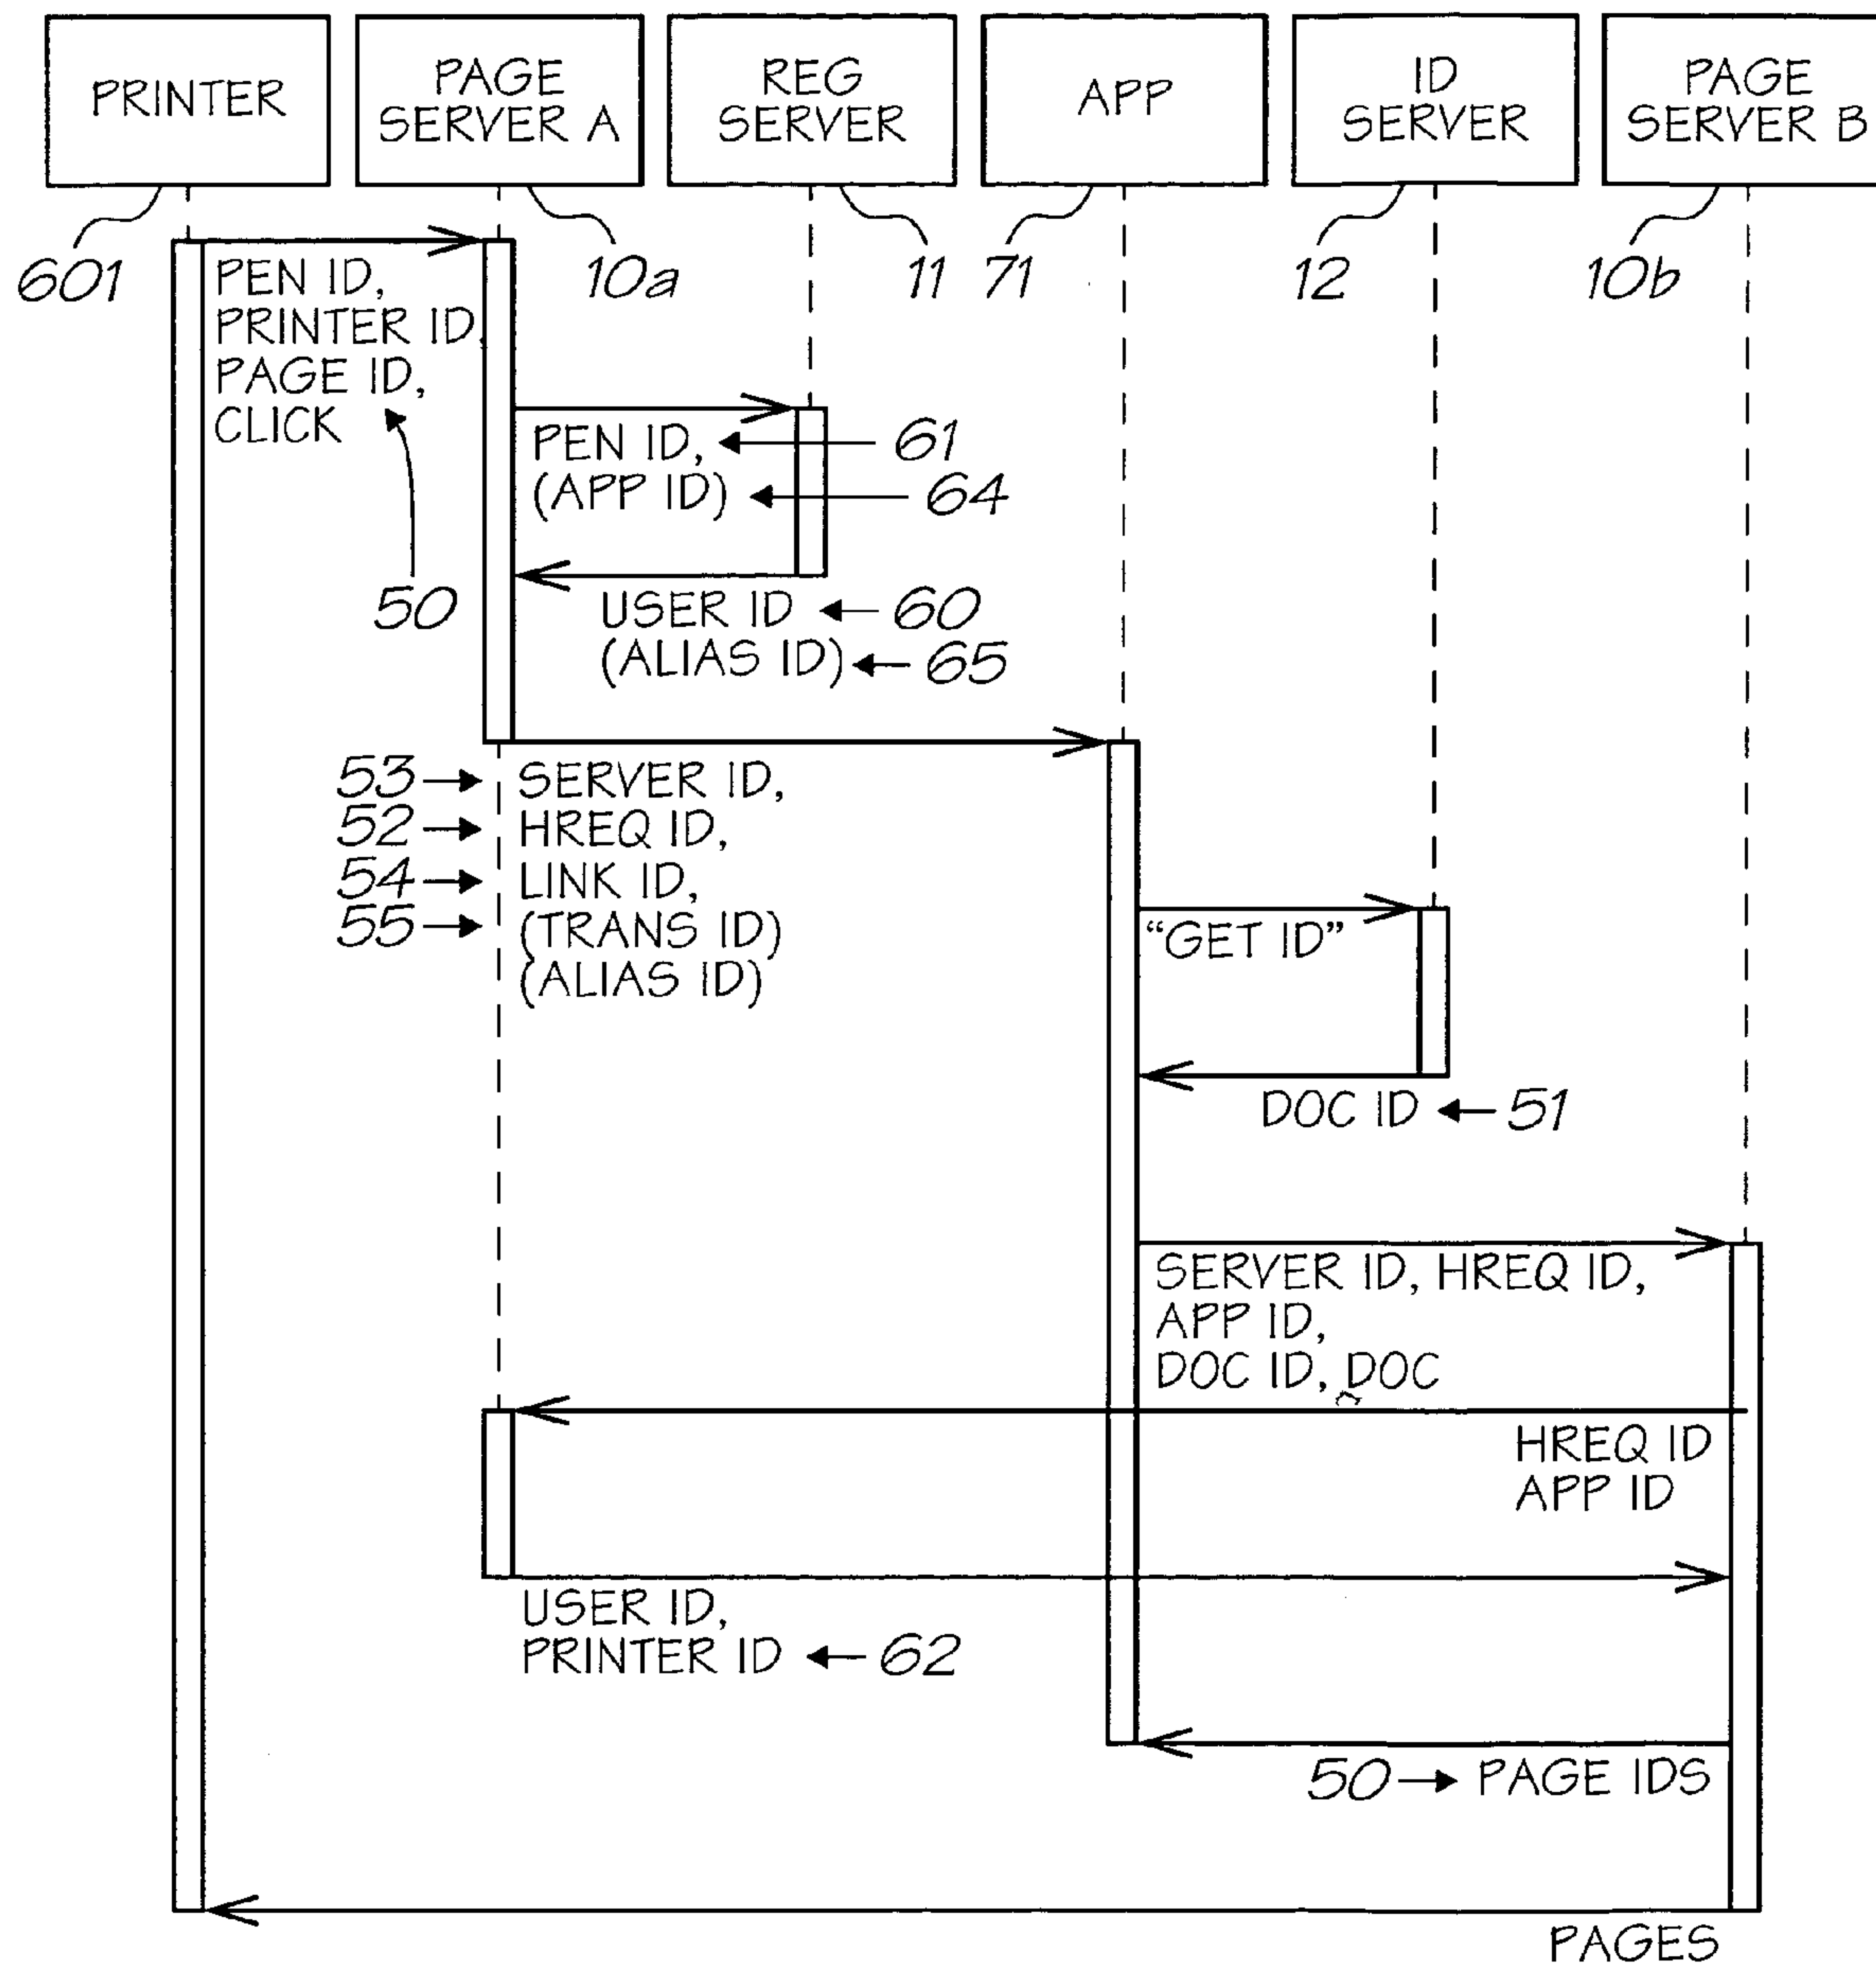 PRINTER
PAGE
SERVER A
REG
SERVER
APP
ID
SERVER
PAGE
SERVER B
601
10a
11
71
12
10b
PEN ID,
PRINTER ID,
PAGE ID,
CLICK
50
PEN ID,
61
(APP ID)
64
USER ID
60
(ALIAS ID)
65
53
SERVER ID,
52
HREQ ID,
54
LINK ID,
55
(TRANS ID)
(ALIAS ID)
“GET ID”
DOC ID
51
SERVER ID, HREQ ID,
APP ID,
DOC ID, DOC
HREQ ID
APP ID
USER ID,
PRINTER ID
62
50
PAGE IDS
PAGES